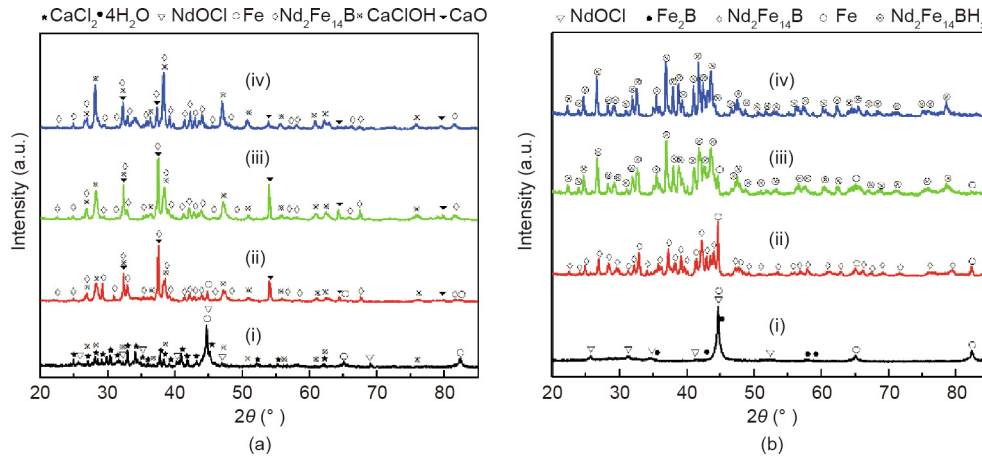 ★CaCl₂•4H₂O ▽NdOCl ○Fe ◇Nd₂Fe₁₄B ※CaClOH ▾CaO
▽ NdOCl • Fe₂B ◇ Nd₂Fe₁₄B ○ Fe ⊗ Nd₂Fe₁₄BH
(iv)
(iii)
(ii)
(i)
Intensity (a.u.)
20 30 40 50 60 70 80
2θ (°)
(a)
(iv)
(iii)
(ii)
(i)
Intensity (a.u.)
20 30 40 50 60 70 80
2θ (°)
(b)